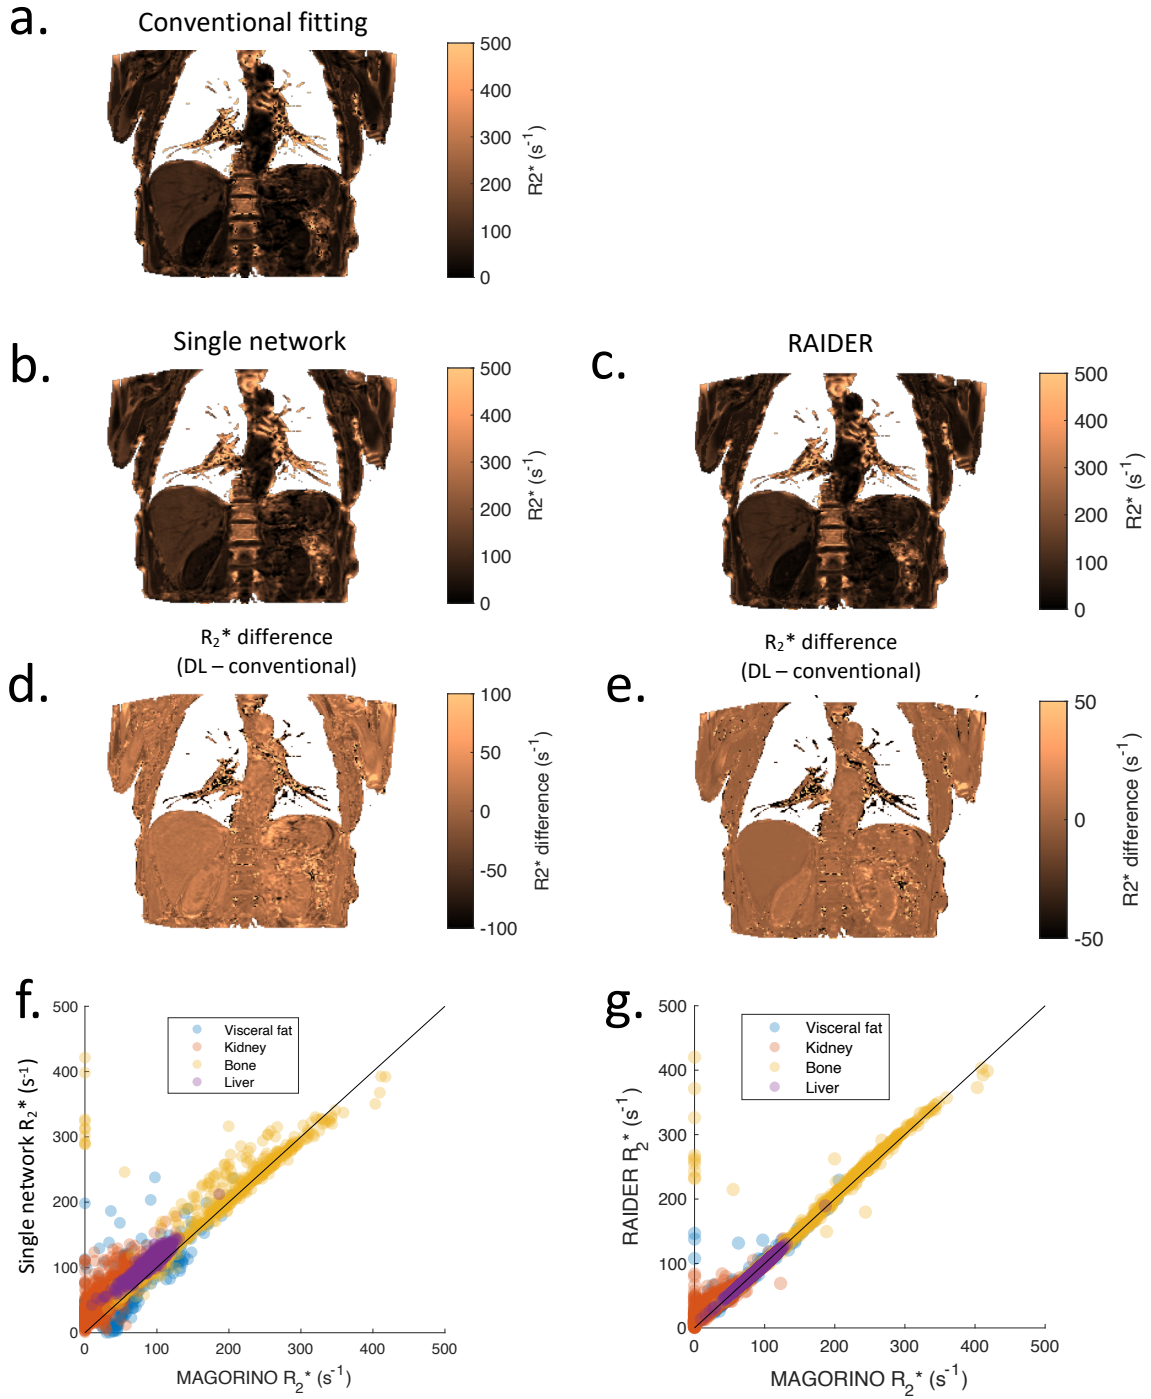 a.
Conventional fitting
500
400
300
200
100
0
R2* (s⁻¹)
b.
Single network
500
400
300
200
100
0
R2* (s⁻¹)
c.
RAIDER
500
400
300
200
100
0
R2* (s⁻¹)
d.
R₂* difference
(DL – conventional)
100
50
0
-50
-100
R2* difference (s⁻¹)
e.
R₂* difference
(DL – conventional)
50
0
-50
R2* difference (s⁻¹)
f.
Single network R₂* (s⁻¹)
500
400
300
200
100
0
Visceral fat
Kidney
Bone
Liver
0 100 200 300 400 500
MAGORINO R₂* (s⁻¹)
g.
RAIDER R₂* (s⁻¹)
500
400
300
200
100
0
Visceral fat
Kidney
Bone
Liver
0 100 200 300 400 500
MAGORINO R₂* (s⁻¹)